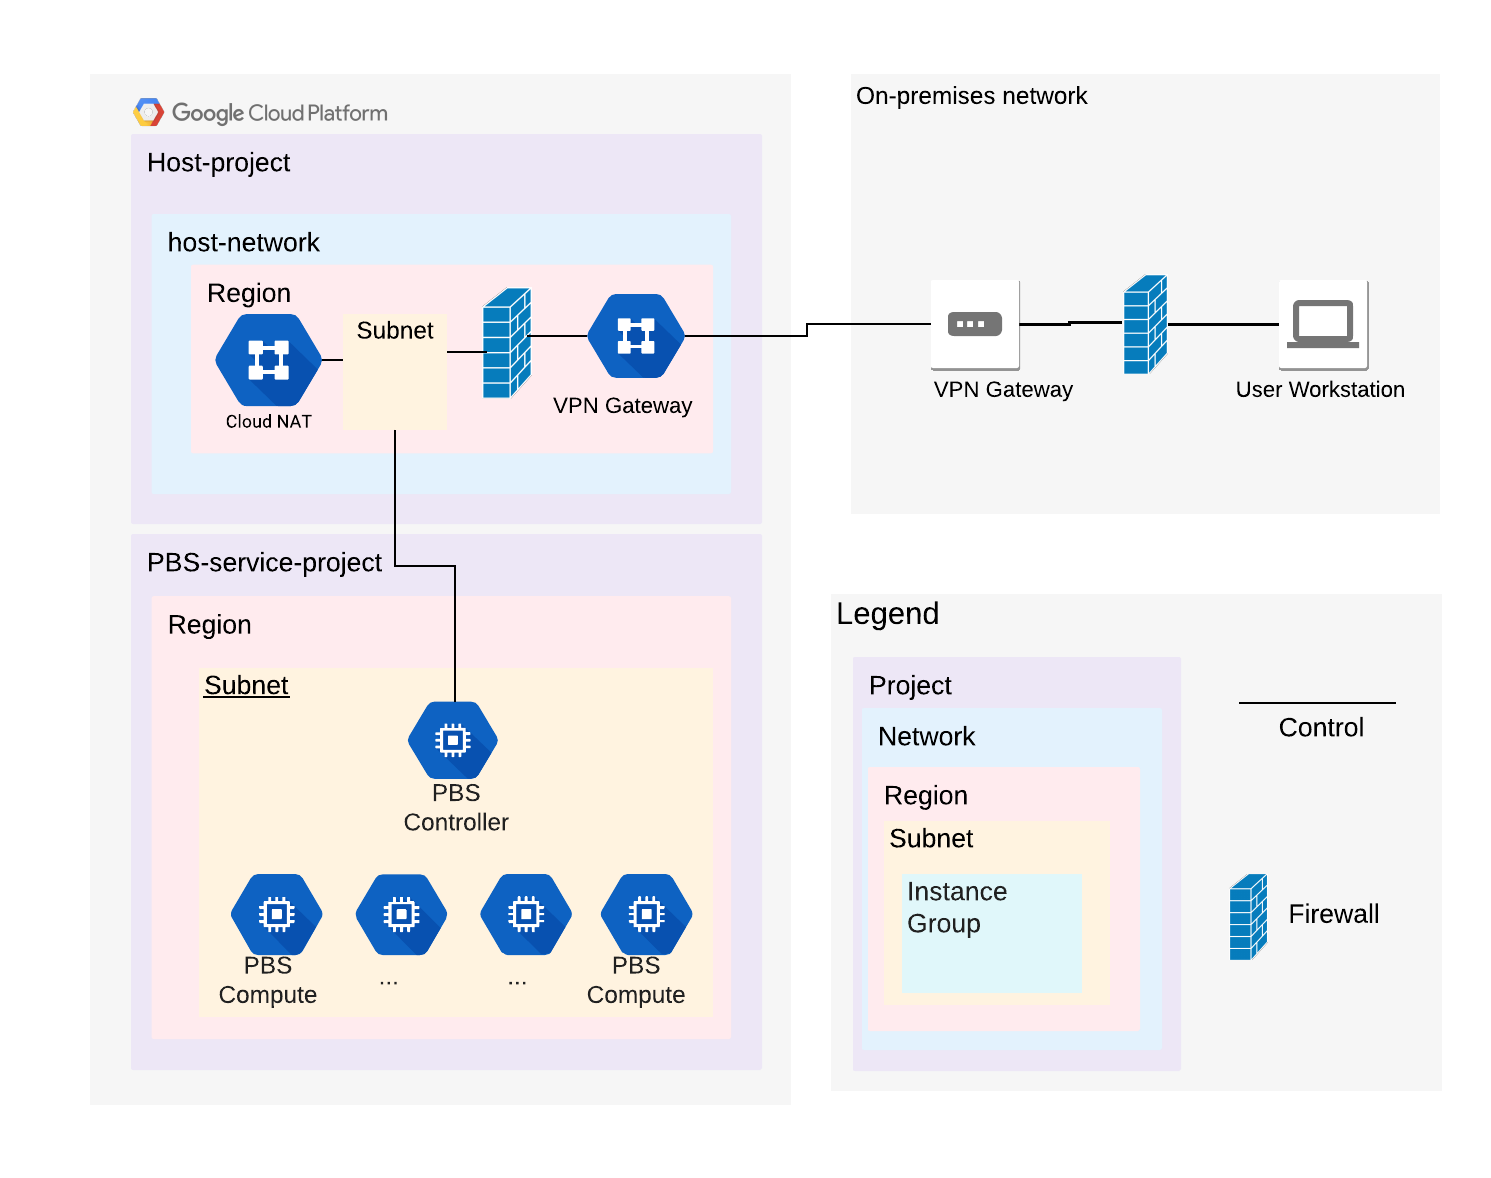 Google Cloud Platform
Host-project
host-network
Region
Subnet
Cloud NAT
VPN Gateway
On-premises network
VPN Gateway
User Workstation
PBS-service-project
Region
Subnet
PBS
Controller
PBS
Compute
...
...
PBS
Compute
Legend
Project
Network
Region
Subnet
Instance
Group
Control
Firewall